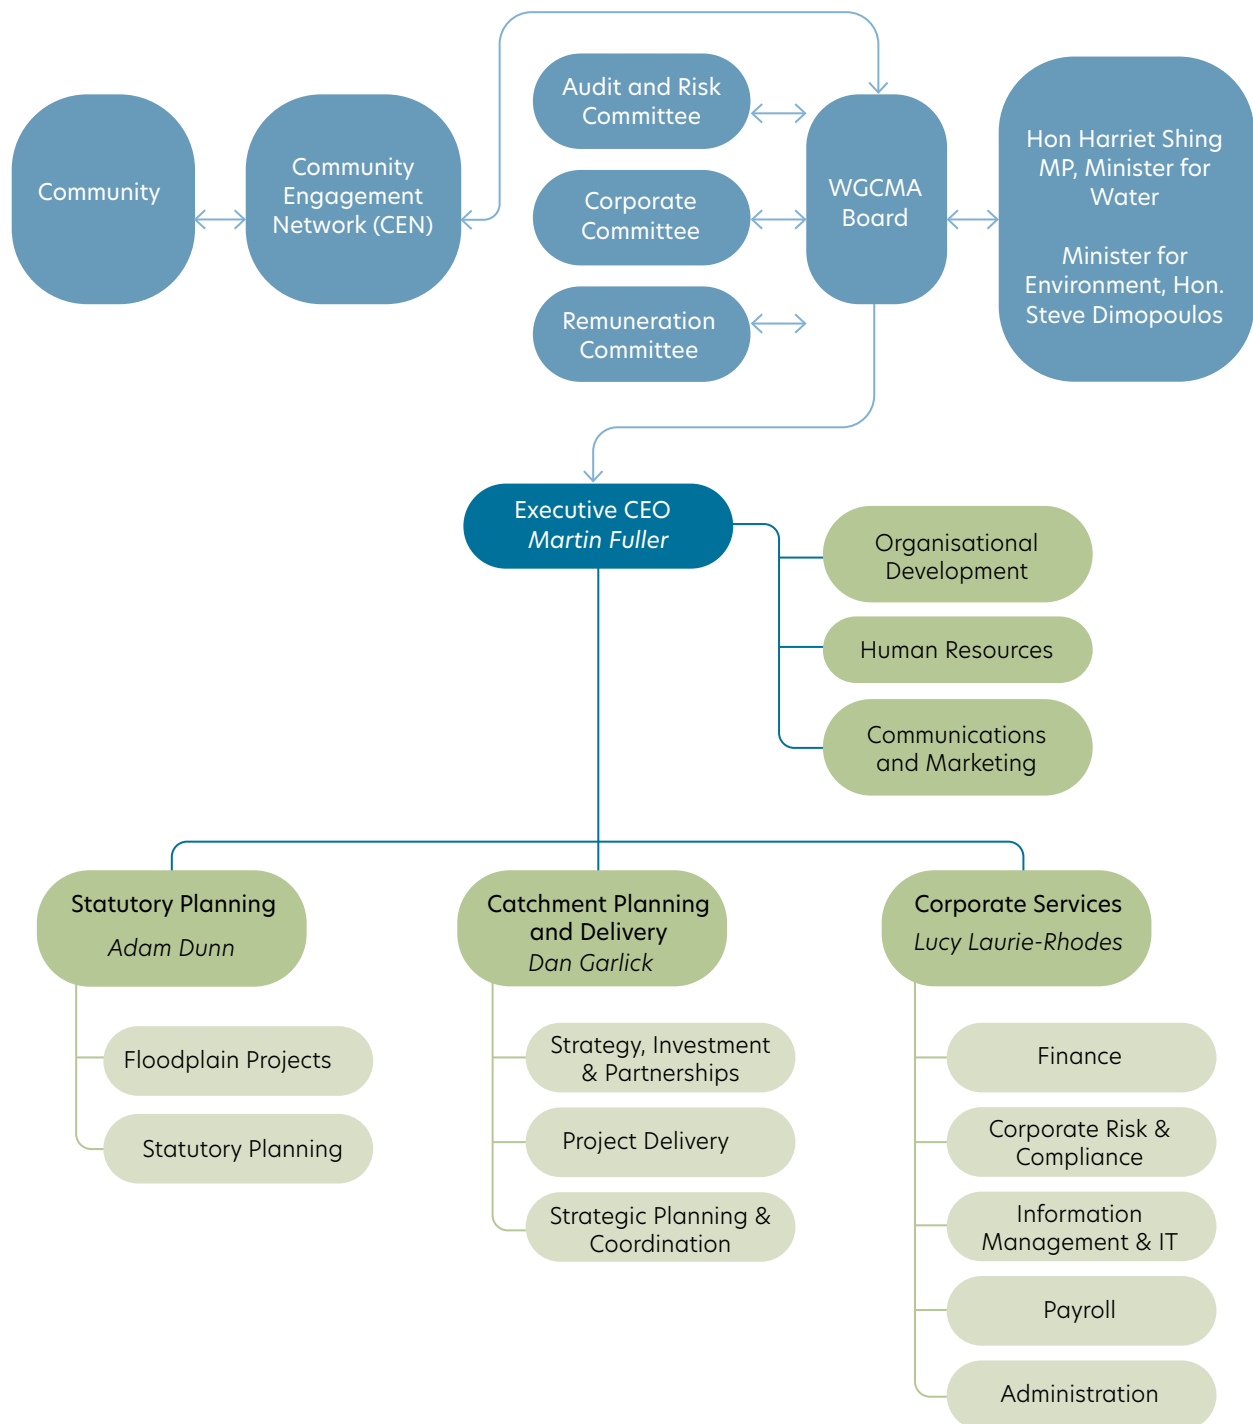 Community
Community
Engagement
Network (CEN)
Audit and Risk
Committee
Corporate
Committee
Remuneration
Committee
WGCMA
Board
Hon Harriet Shing
MP, Minister for
Water
Minister for
Environment, Hon.
Steve Dimopoulos
Executive CEO
Martin Fuller
Organisational
Development
Human Resources
Communications
and Marketing
Statutory Planning
Adam Dunn
Floodplain Projects
Statutory Planning
Catchment Planning
and Delivery
Dan Garlick
Strategy, Investment
& Partnerships
Project Delivery
Strategic Planning &
Coordination
Corporate Services
Lucy Laurie-Rhodes
Finance
Corporate Risk &
Compliance
Information
Management & IT
Payroll
Administration